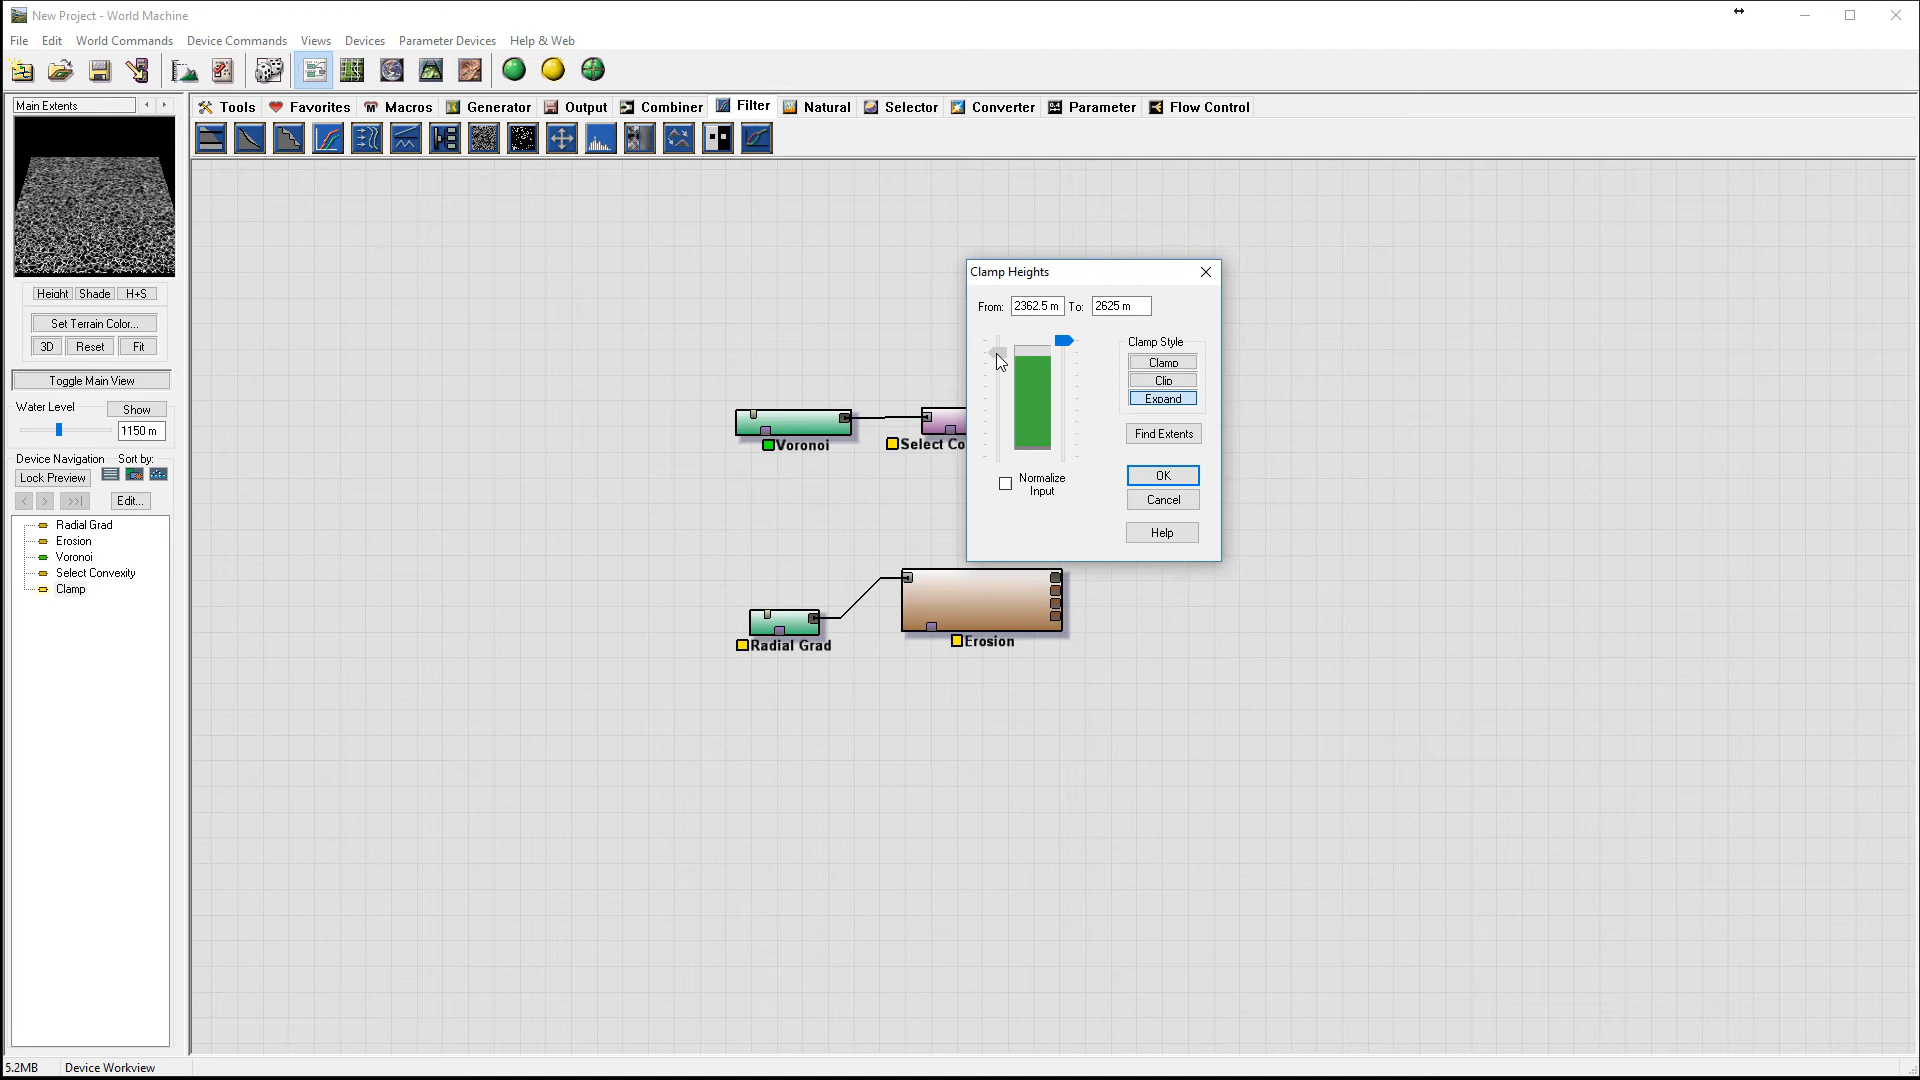 New Project - World Machine
File Edit World Commands Device Commands Views Devices Parameter Devices Help & Web
Main Extents
Tools Favorites Macros Generator Output Combiner Filter Natural Selector Converter Parameter Flow Control
Height Shade H+S
Set Terrain Color...
3D Reset Fit
Toggle Main View
Water Level Show
1150 m
Device Navigation Sort by:
Lock Preview
< > >>| Edit...
Radial Grad
Erosion
Voronoi
Select Convexity
Clamp
Voronoi
Select Co
Radial Grad
Erosion
Clamp Heights
From: 2362.5 m To: 2625 m
Clamp Style
Clamp
Clip
Expand
Find Extents
Normalize
Input
OK
Cancel
Help
5.2MB Device Workview